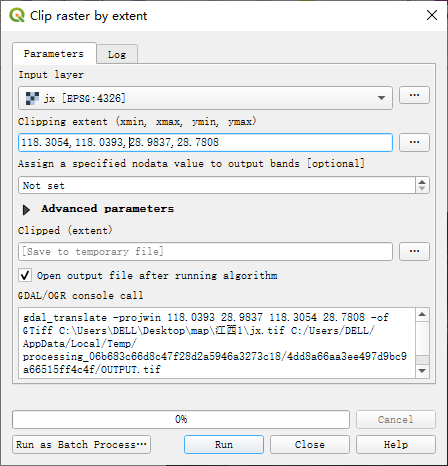 Clip raster by extent
Parameters
Log
Input layer
jx [EPSG:4326]
...
Clipping extent (xmin, xmax, ymin, ymax)
118.3054,118.0393,28.9837,28.7808
...
Assign a specified nodata value to output bands [optional]
Not set
Advanced parameters
Clipped (extent)
[Save to temporary file]
...
Open output file after running algorithm
GDAL/OGR console call
gdal_translate -projwin 118.0393 28.9837 118.3054 28.7808 -of
GTiff C:\Users\DELL\Desktop\map\江西1\jx.tif C:/Users/DELL/
AppData/Local/Temp/
processing_06b683c66d8c47f28d2a5946a3273c18/4dd8a66aa3ee497d9bc9
a66515ff4c4f/OUTPUT.tif
0%
Cancel
Run as Batch Process…
Run
Close
Help